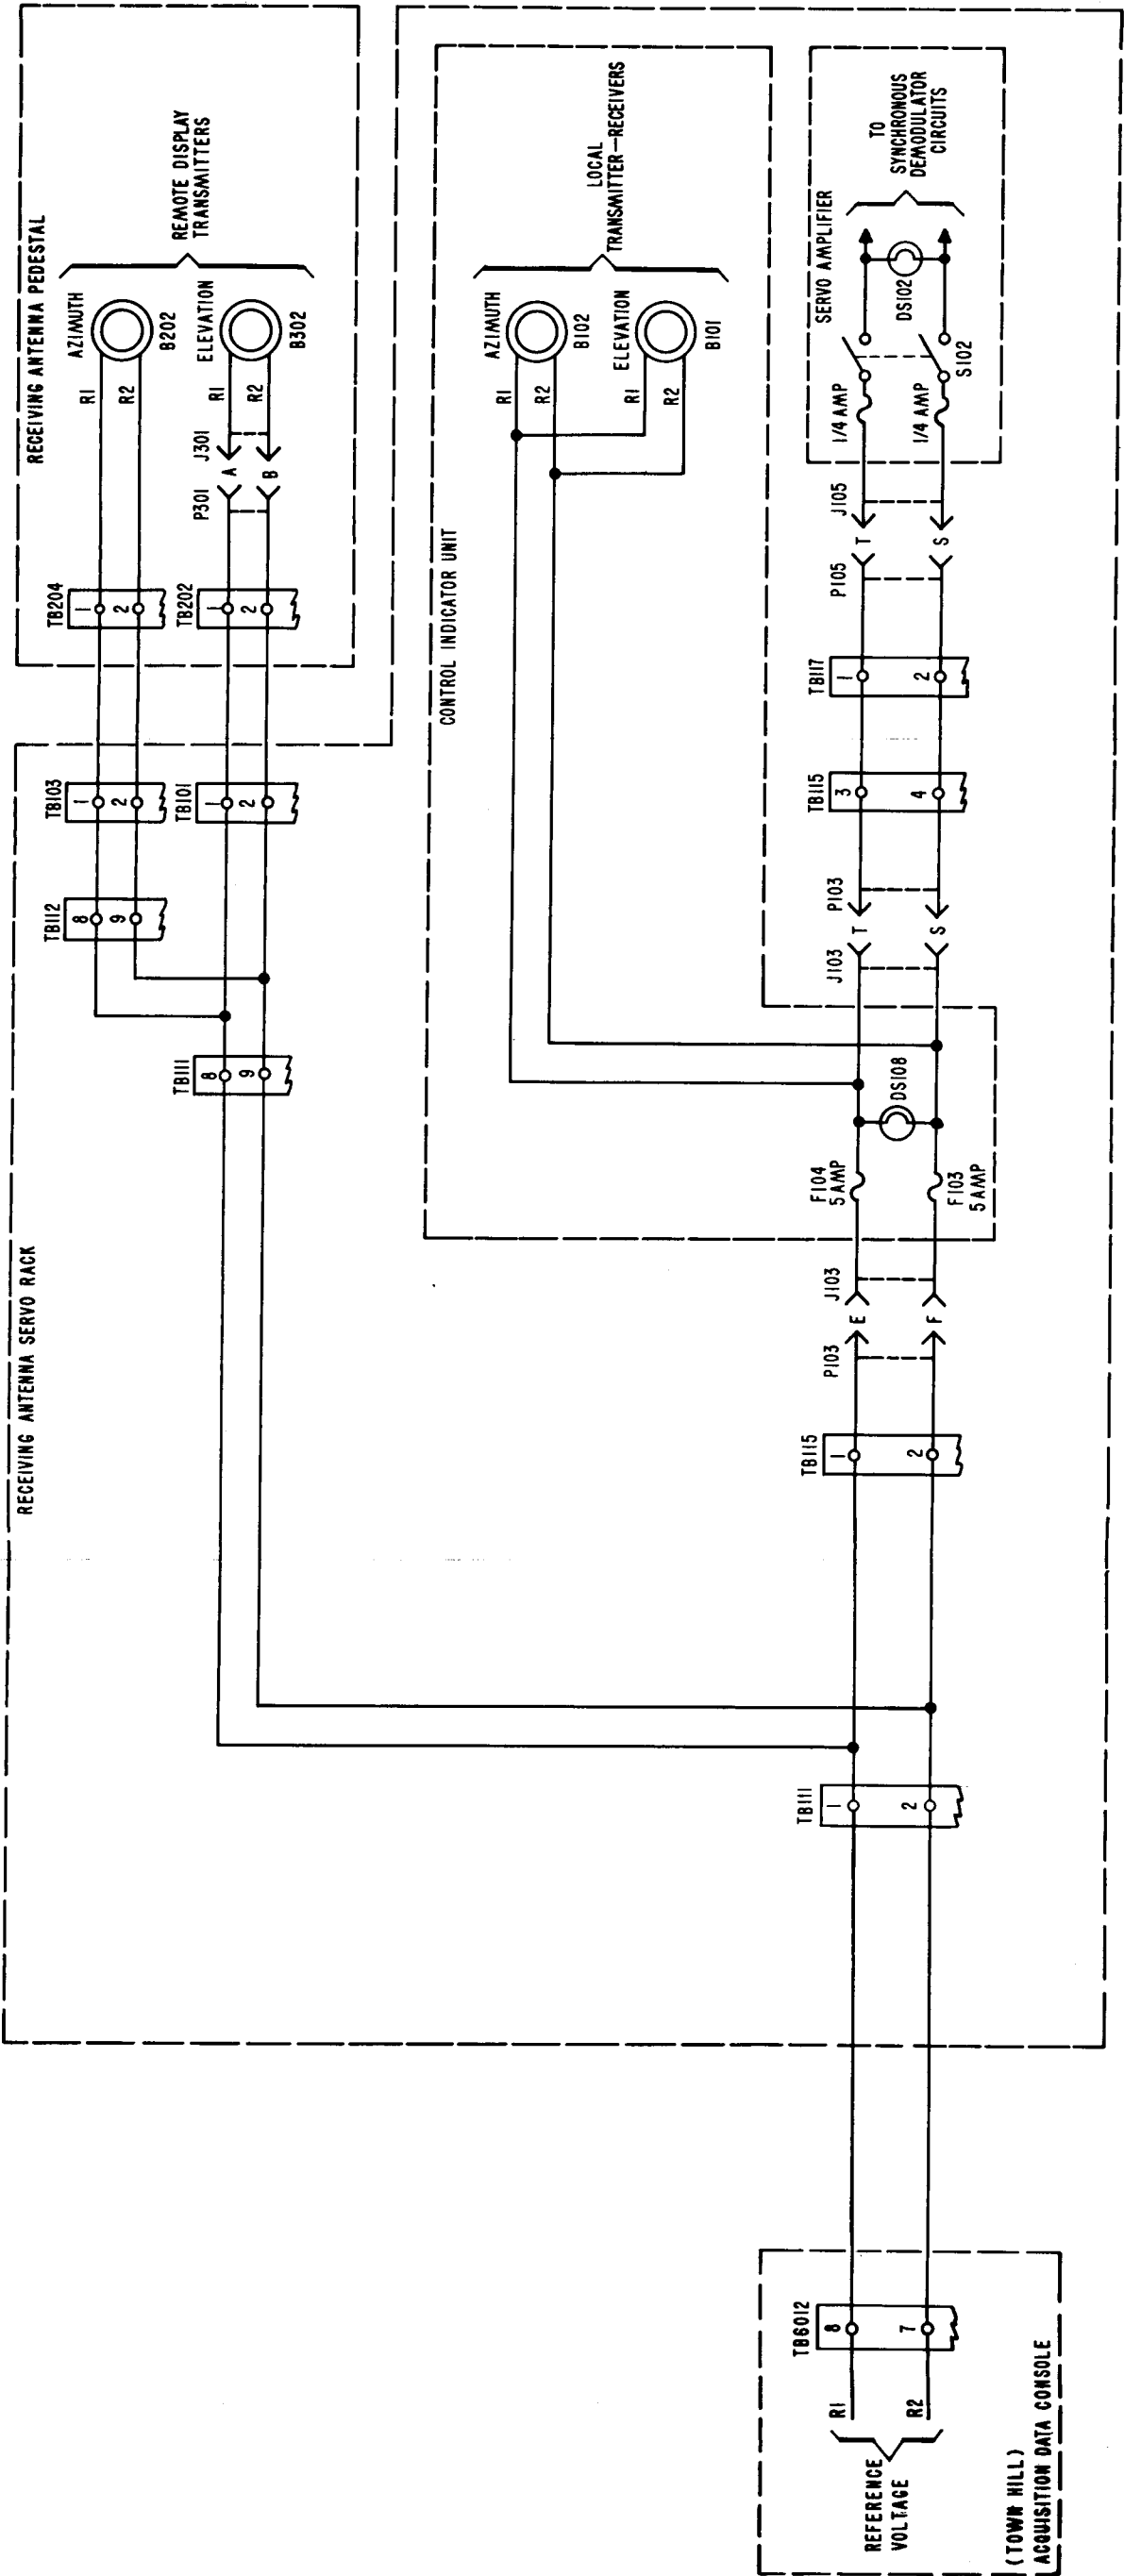 RECEIVING ANTENNA PEDESTAL
REMOTE DISPLAY
TRANSMITTERS
AZIMUTH
B202
R1
R2
ELEVATION
B302
R1
R2
J301
P301
A
B
TB204
1
2
TB202
1
2
RECEIVING ANTENNA SERVO RACK
TB103
1
2
TB101
1
2
TB112
8
9
TB111
8
9
CONTROL INDICATOR UNIT
LOCAL
TRANSMITTER—RECEIVERS
AZIMUTH
B102
R1
R2
ELEVATION
B101
R1
R2
SERVO AMPLIFIER
TO
SYNCHRONOUS
DEMODULATOR
CIRCUITS
DS102
S102
1/4 AMP
1/4 AMP
J105
P105
T
S
TB117
1
2
TB115
3
4
P103
J103
T
S
DS108
F104
5 AMP
F103
5 AMP
J103
P103
E
F
TB115
1
2
TB111
1
2
TB6012
8
7
R1
R2
REFERENCE
VOLTAGE
(TOWN HILL)
ACQUISITION DATA CONSOLE